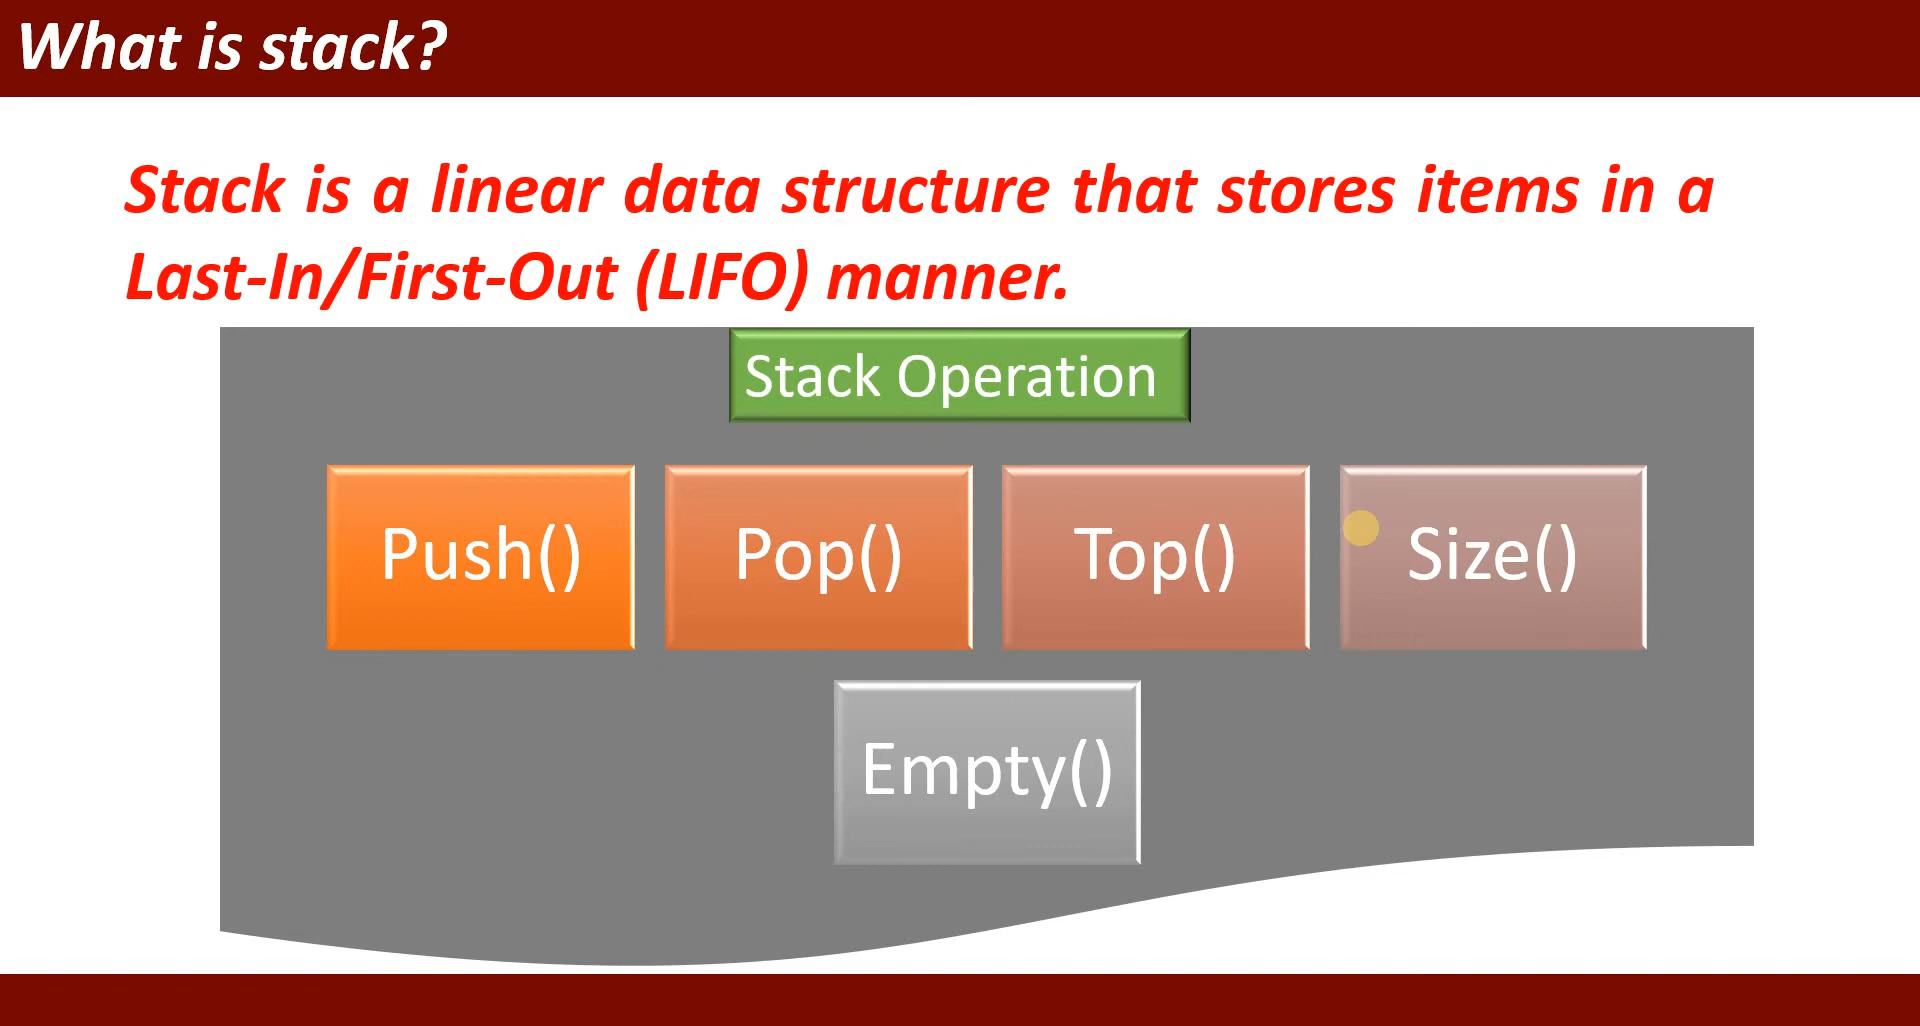 What is stack?
Stack is a linear data structure that stores items in a
Last-In/First-Out (LIFO) manner.
Stack Operation
Push()
Pop()
Top()
Size()
Empty()